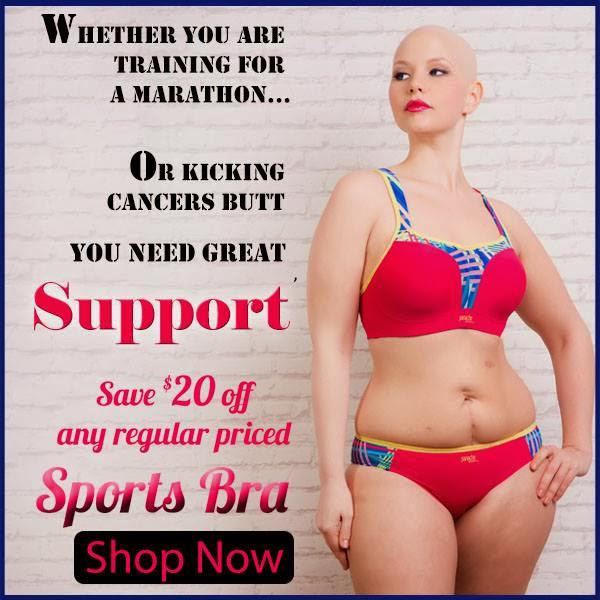 WHETHER YOU ARE
TRAINING FOR
A MARATHON...
OR KICKING
CANCERS BUTT
YOU NEED GREAT
Support'
Save $20 off
any regular priced
Sports Bra
Shop Now